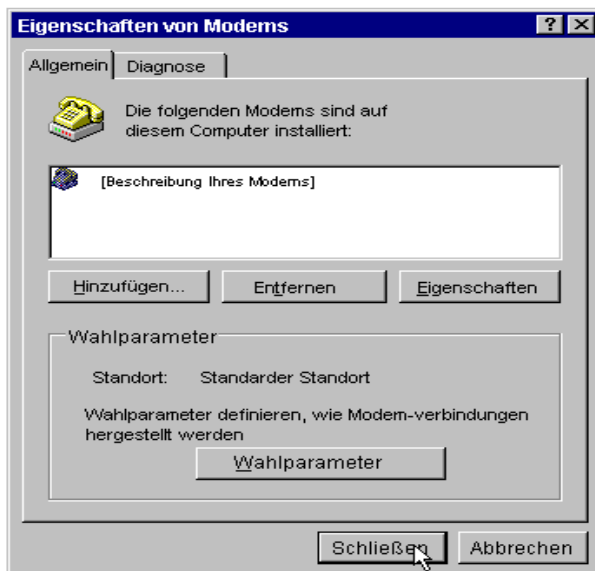 Eigenschaften von Modems
Allgemein Diagnose
Die folgenden Modems sind auf
diesem Computer installiert:
[Beschreibung Ihres Modems]
Hinzufügen... Entfernen Eigenschaften
Wahlparameter
Standort: Standarder Standort
Wahlparameter definieren, wie Modem-verbindungen
hergestellt werden
Wahlparameter
Schließen Abbrechen